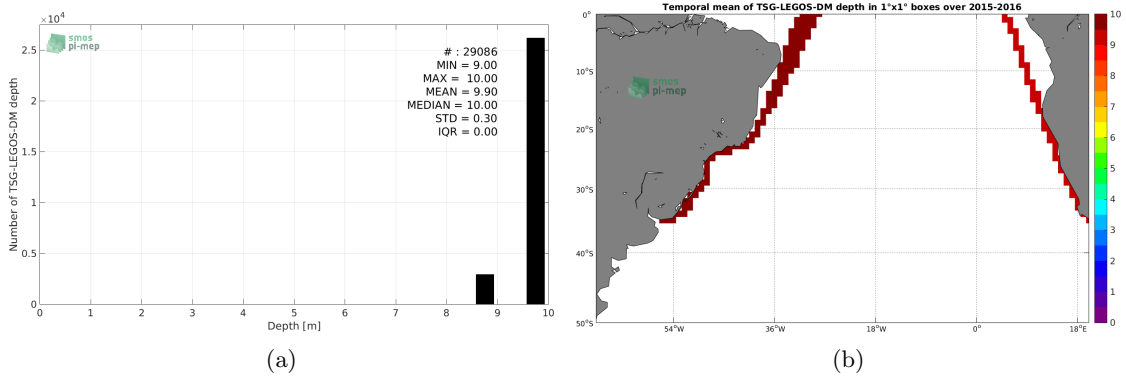 ×10⁴
smos
pi-mep
# : 29086
MIN = 9.00
MAX = 10.00
MEAN = 9.90
MEDIAN = 10.00
STD = 0.30
IQR = 0.00
Number of TSG-LEGOS-DM depth
2.5
2
1.5
1
0.5
0
0 1 2 3 4 5 6 7 8 9 10
Depth [m]
(a)
Temporal mean of TSG-LEGOS-DM depth in 1°x1° boxes over 2015-2016
smos
pi-mep
0°
10°S
20°S
30°S
40°S
50°S
54°W 36°W 18°W 0° 18°E
10
9
8
7
6
5
4
3
2
1
0
(b)